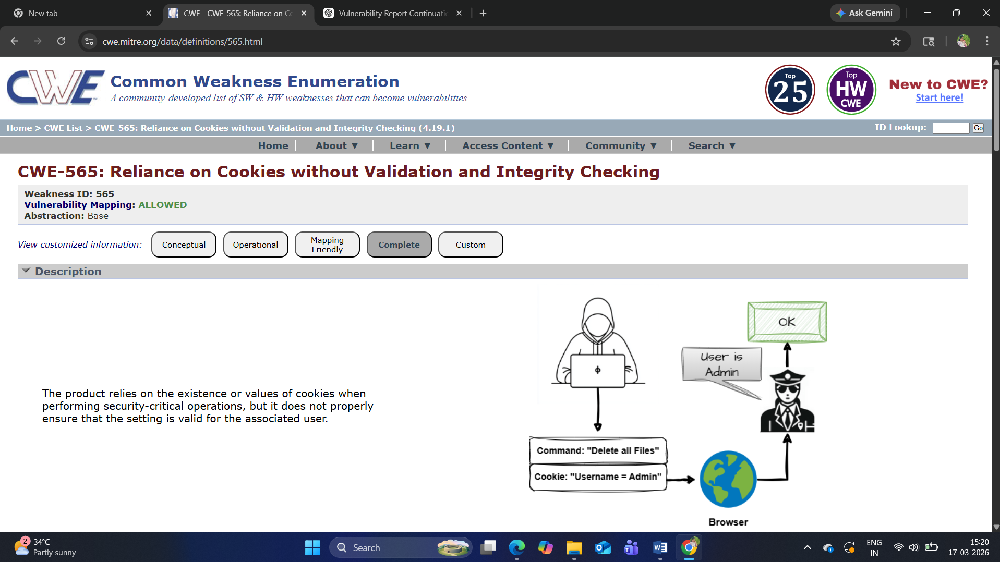 New tab
CWE - CWE-565: Reliance on Co
Vulnerability Report Continuatio
Ask Gemini
cwe.mitre.org/data/definitions/565.html
CWE
Common Weakness Enumeration
A community-developed list of SW & HW weaknesses that can become vulnerabilities
Top
25
Top
HW
CWE
New to CWE?
Start here!
Home > CWE List > CWE-565: Reliance on Cookies without Validation and Integrity Checking (4.19.1)
ID Lookup:
Go
Home
About ▼
Learn ▼
Access Content ▼
Community ▼
Search ▼
CWE-565: Reliance on Cookies without Validation and Integrity Checking
Weakness ID: 565
Vulnerability Mapping: ALLOWED
Abstraction: Base
View customized information:
Conceptual
Operational
Mapping
Friendly
Complete
Custom
Description
The product relies on the existence or values of cookies when
performing security-critical operations, but it does not properly
ensure that the setting is valid for the associated user.
OK
User is
Admin
Command: "Delete all Files"
Cookie: "Username = Admin"
Browser
2
34°C
Partly sunny
Search
ENG
IN
15:20
17-03-2026